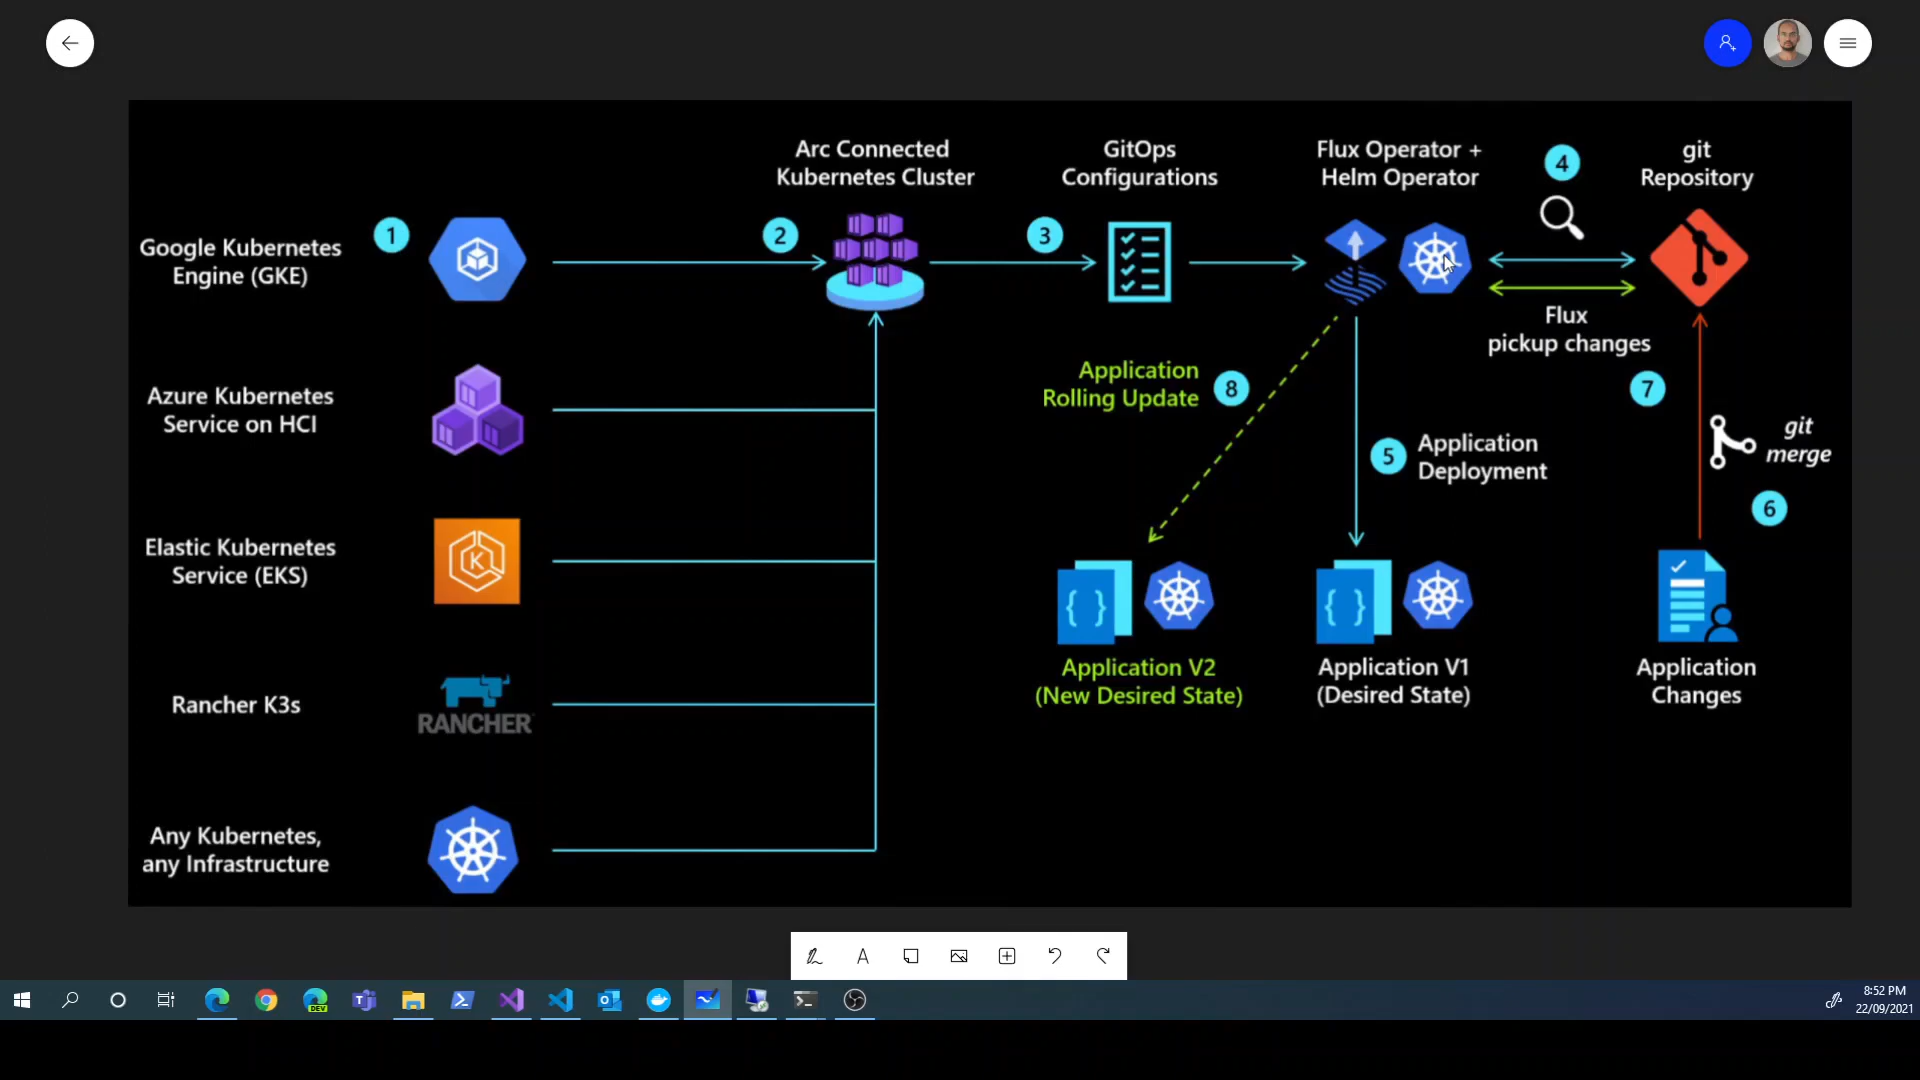 Arc Connected
Kubernetes Cluster
GitOps
Configurations
Flux Operator +
Helm Operator
4
git
Repository
Google Kubernetes
Engine (GKE)
1
2
3
Flux
pickup changes
Azure Kubernetes
Service on HCI
Application
Rolling Update
8
7
git
merge
5
Application
Deployment
6
Elastic Kubernetes
Service (EKS)
K
Application V2
(New Desired State)
Application V1
(Desired State)
Application
Changes
Rancher K3s
RANCHER
Any Kubernetes,
any Infrastructure
A
DEV
8:52 PM
22/09/2021